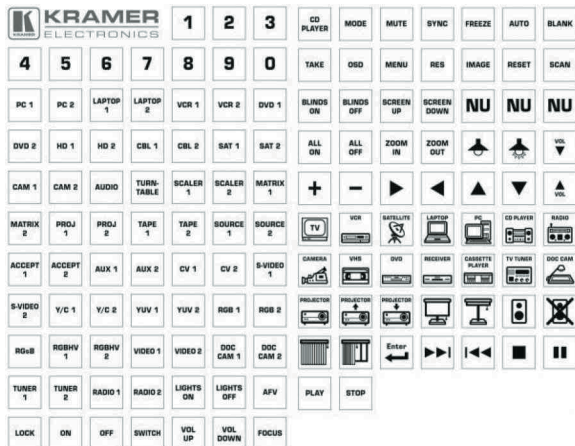 KRAMER
ELECTRONICS
1 2 3
4 5 6 7 8 9 0
PC 1 PC 2 LAPTOP 1 LAPTOP 2 VCR 1 VCR 2 DVD 1
DVD 2 HD 1 HD 2 CBL 1 CBL 2 SAT 1 SAT 2
CAM 1 CAM 2 AUDIO TURN-TABLE SCALER 1 SCALER 2 MATRIX 1
MATRIX 2 PROJ 1 PROJ 2 TAPE 1 TAPE 2 SOURCE 1 SOURCE 2
ACCEPT 1 ACCEPT 2 AUX 1 AUX 2 CV 1 CV 2 S-VIDEO 1
S-VIDEO 2 Y/C 1 Y/C 2 YUV 1 YUV 2 RGB 1 RGB 2
RGsB RGBHV 1 RGBHV 2 VIDEO 1 VIDEO 2 DOC CAM 1 DOC CAM 2
TUNER 1 TUNER 2 RADIO 1 RADIO 2 LIGHTS ON LIGHTS OFF AFV
LOCK ON OFF SWITCH VOL UP VOL DOWN FOCUS
CD PLAYER MODE MUTE SYNC FREEZE AUTO BLANK
TAKE OSD MENU RES IMAGE RESET SCAN
BLINDS ON BLINDS OFF SCREEN UP SCREEN DOWN NU NU NU
ALL ON ALL OFF ZOOM IN ZOOM OUT VOL
+ − VOL
TV VCR SATELLITE LAPTOP PC CD PLAYER RADIO
CAMERA VHS DVD RECEIVER CASSETTE PLAYER TV TUNER DOC CAM
PROJECTOR PROJECTOR PROJECTOR
Enter
PLAY STOP